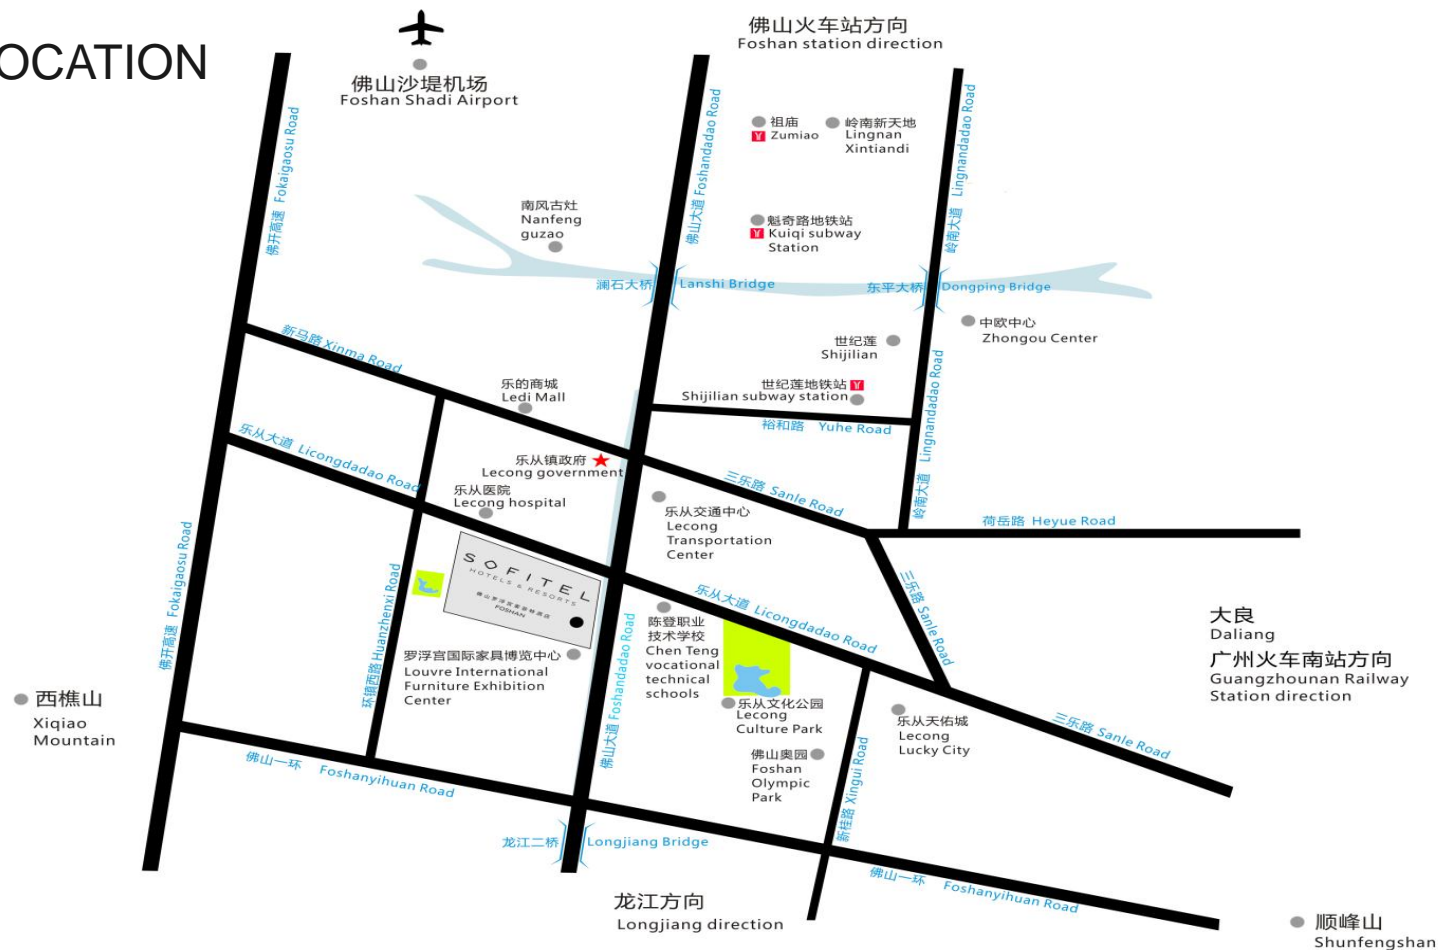 OCATION
佛山沙堤机场
Foshan Shadi Airport
佛山火车站方向
Foshan station direction
佛开高速 Fokaigaosu Road
佛山大道 Foshandadao Road
岭南大道 Lingnandadao Road
祖庙
Zumiao
岭南新天地
Lingnan
Xintiandi
南风古灶
Nanfeng
guzao
魁奇路地铁站
Kuiqi subway
Station
澜石大桥
Lanshi Bridge
东平大桥
Dongping Bridge
中欧中心
Zhongou Center
世纪莲
Shijilian
新马路 Xinma Road
乐的商城
Ledi Mall
世纪莲地铁站
Shijilian subway station
裕和路 Yuhe Road
岭南大道 Lingnandadao Road
乐从大道 Licongdadao Road
乐从镇政府
Lecong government
乐从医院
Lecong hospital
三乐路 Sanle Road
乐从交通中心
Lecong
Transportation
Center
荷岳路 Heyue Road
SOFITEL
HOTELS & RESORTS
佛山罗浮宫索菲特酒店
FOSHAN
佛开高速 Fokaigaosu Road
环镇西路 Huanzhenxi Road
罗浮宫国际家具博览中心
Louvre International
Furniture Exhibition
Center
佛山大道 Foshandadao Road
陈登职业
技术学校
Chen Teng
vocational
technical
schools
乐从大道 Licongdadao Road
三乐路 Sanle Road
大良
Daliang
广州火车南站方向
Guangzhounan Railway
Station direction
西樵山
Xiqiao
Mountain
乐从文化公园
Lecong
Culture Park
乐从天佑城
Lecong
Lucky City
三乐路 Sanle Road
佛山奥园
Foshan
Olympic
Park
新桂路 Xingui Road
佛山一环 Foshanyihuan Road
龙江二桥
Longjiang Bridge
佛山一环 Foshanyihuan Road
龙江方向
Longjiang direction
顺峰山
Shunfengshan